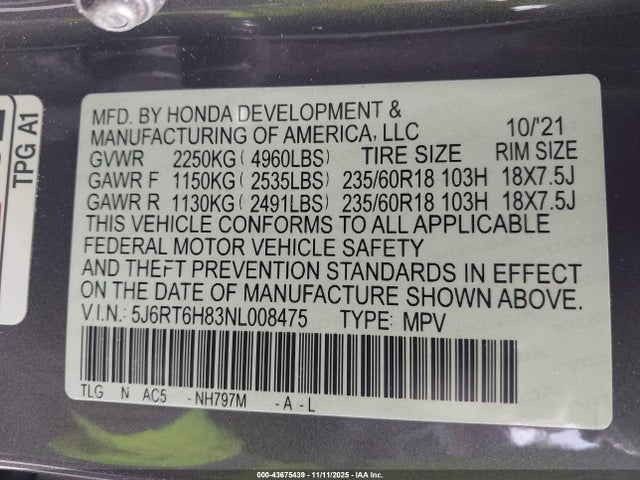 MFD. BY HONDA DEVELOPMENT &
MANUFACTURING OF AMERICA, LLC 10/'21
GVWR 2250KG(4960LBS) TIRE SIZE RIM SIZE
GAWR F 1150KG(2535LBS) 235/60R18 103H 18X7.5J
GAWR R 1130KG(2491LBS) 235/60R18 103H 18X7.5J
THIS VEHICLE CONFORMS TO ALL APPLICABLE
FEDERAL MOTOR VEHICLE SAFETY
AND THEFT PREVENTION STANDARDS IN EFFECT
ON THE DATE OF MANUFACTURE SHOWN ABOVE.
V.I.N.: 5J6RT6H83NL008475 TYPE: MPV
TLG N AC5 -NH797M -A-L
TPG A1
000-43675439 - 11/11/2025 - IAA Inc.